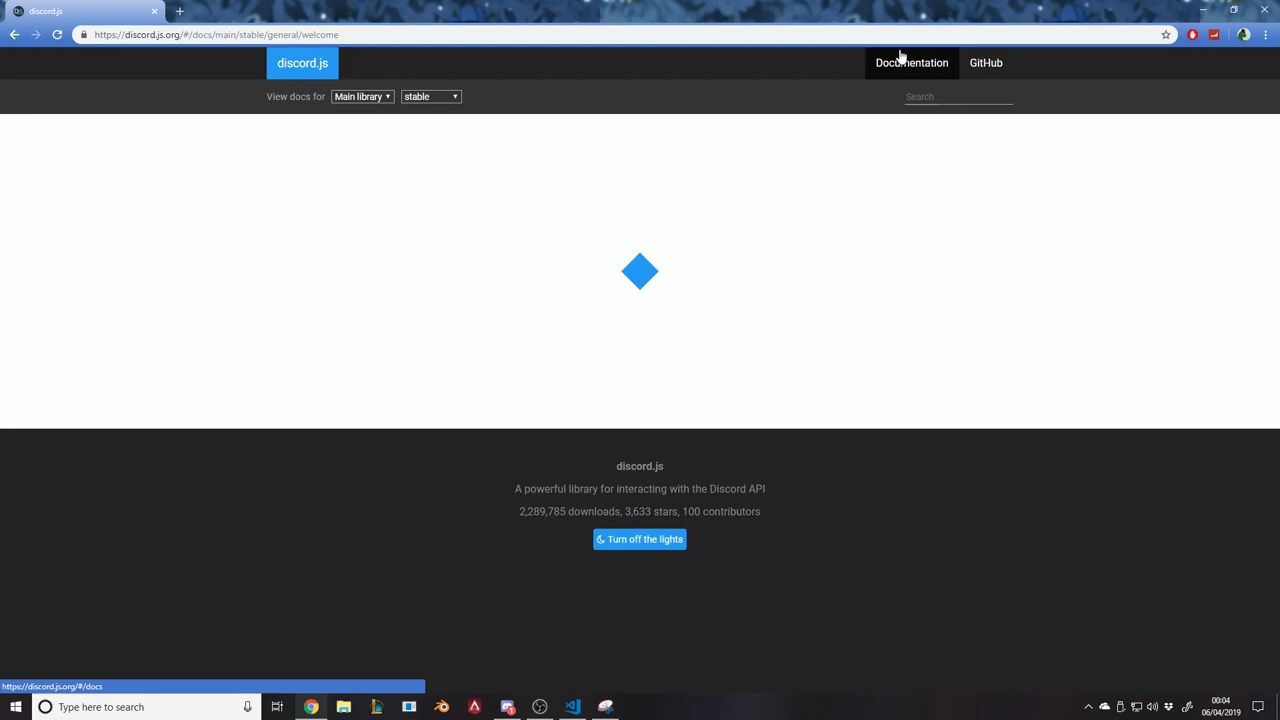 discord.js
https://discord.js.org/#/docs/main/stable/general/welcome
discord.js
Documentation
GitHub
View docs for
Main library
stable
Search
discord.js
A powerful library for interacting with the Discord API
2,289,785 downloads, 3,633 stars, 100 contributors
Turn off the lights
https://discord.js.org/#/docs
Type here to search
00:04
06/04/2019